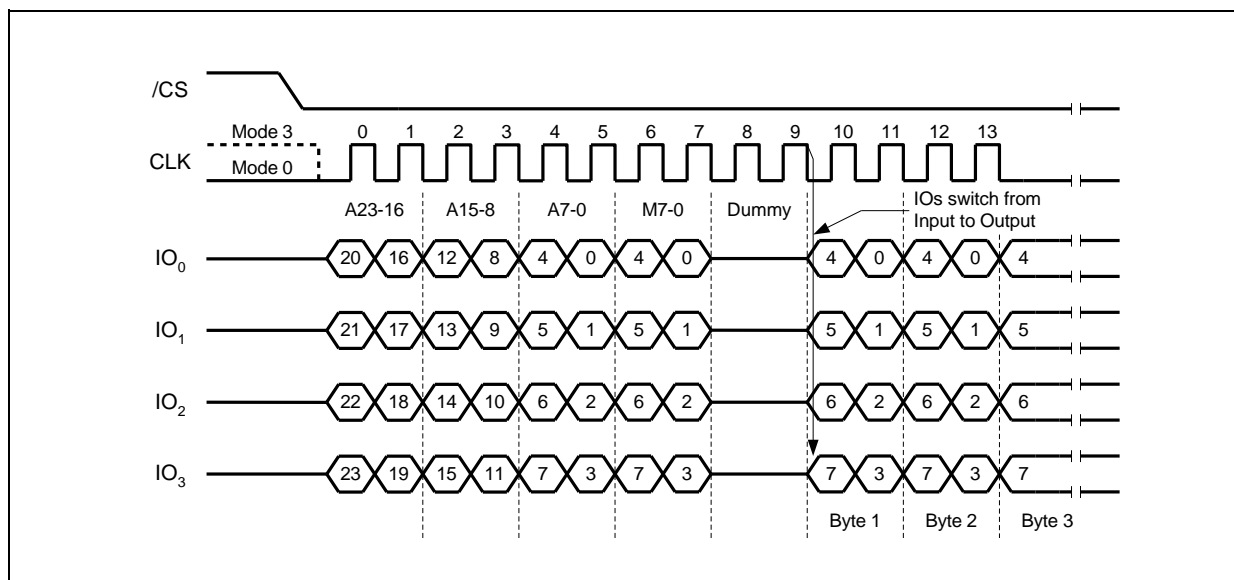 /CS
Mode 3 0 1 2 3 4 5 6 7 8 9 10 11 12 13
CLK Mode 0
A23-16 A15-8 A7-0 M7-0 Dummy IOs switch from
Input to Output
IO0 20 16 12 8 4 0 4 0 4 0 4 0 4
IO1 21 17 13 9 5 1 5 1 5 1 5 1 5
IO2 22 18 14 10 6 2 6 2 6 2 6 2 6
IO3 23 19 15 11 7 3 7 3 7 3 7 3 7
Byte 1 Byte 2 Byte 3